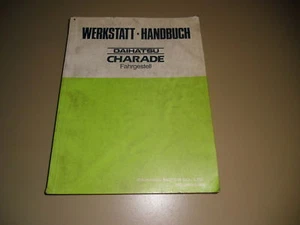 WERKSTATT · HANDBUCH
DAIHATSU
CHARADE
Fahrgestell